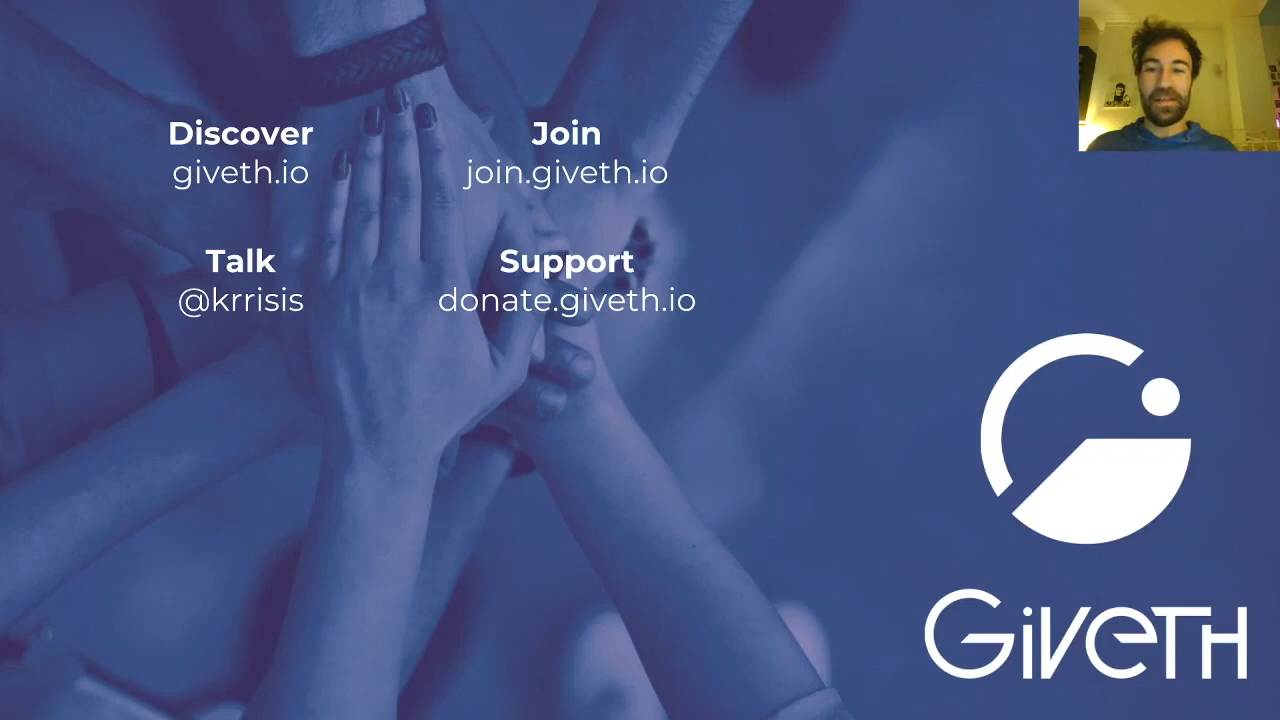 Discover
giveth.io
Join
join.giveth.io
Talk
@krrisis
Support
donate.giveth.io
GIVETH